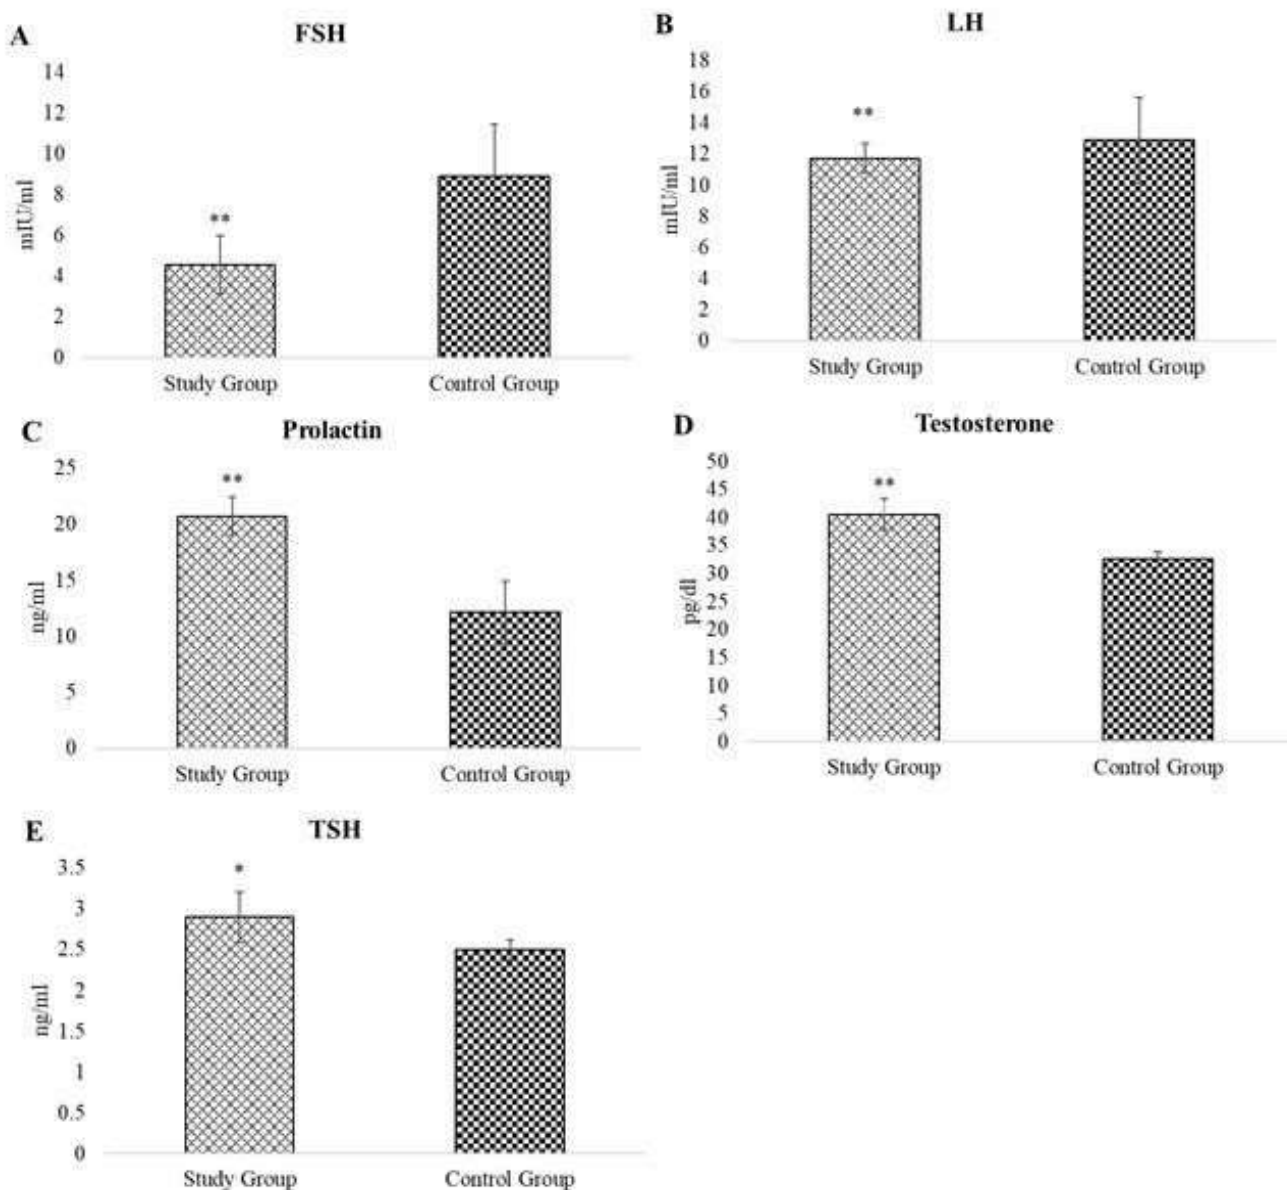 A
FSH
14
12
10
8
6
4
2
0
mIU/ml
**
Study Group
Control Group
B
LH
18
16
14
12
10
8
6
4
2
0
mIU/ml
**
Study Group
Control Group
C
Prolactin
25
20
15
10
5
0
ng/ml
**
Study Group
Control Group
D
Testosterone
50
45
40
35
30
25
20
15
10
5
0
pg/dl
**
Study Group
Control Group
E
TSH
3.5
3
2.5
2
1.5
1
0.5
0
ng/ml
*
Study Group
Control Group